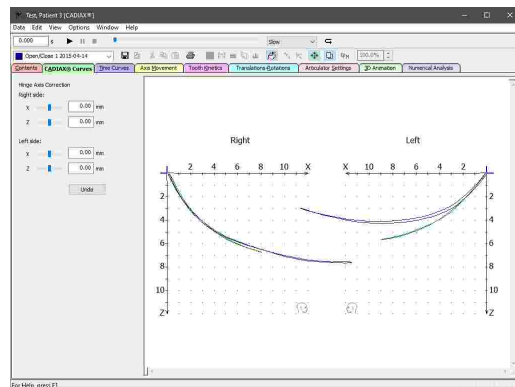 Test, Patient 3 [CADIAX®]
Data Edit View Options Window Help
0.000 s Slow
Open/Close 1 2015-04-14 100.0%
Contents CADIAX® Curves Time Curves Axis Movement Tooth Kinetics Translations-Rotations Articulator Settings 3D Animation Numerical Analysis
Hinge Axis Correction
Right side:
X 0.00 mm
Z 0.00 mm
Left side:
X 0.00 mm
Z 0.00 mm
Undo
Right Left
2 4 6 8 10 X X 10 8 6 4 2
2 2
4 4
6 6
8 8
10 10
Z Z
For Help, press F1